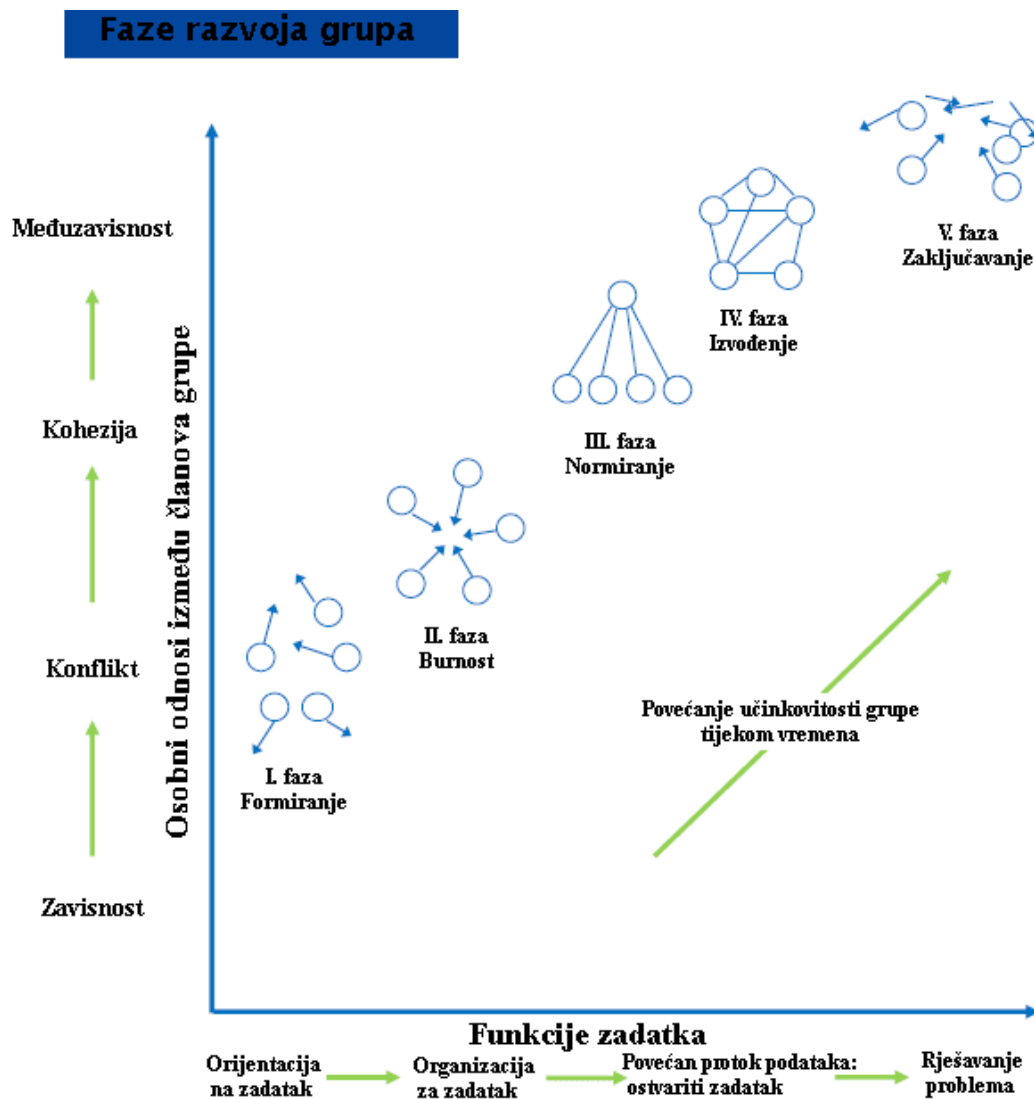 Faze razvoja grupa
Međuzavisnost
Kohezija
Konflikt
Zavisnost
Osobni odnosi između članova grupe
V. faza
Zaključavanje
IV. faza
Izvođenje
III. faza
Normiranje
II. faza
Burnost
I. faza
Formiranje
Povećanje učinkovitosti grupe
tijekom vremena
Funkcije zadatka
Orijentacija
na zadatak
Organizacija
za zadatak
Povećan protok podataka:
ostvariti zadatak
Rješavanje
problema